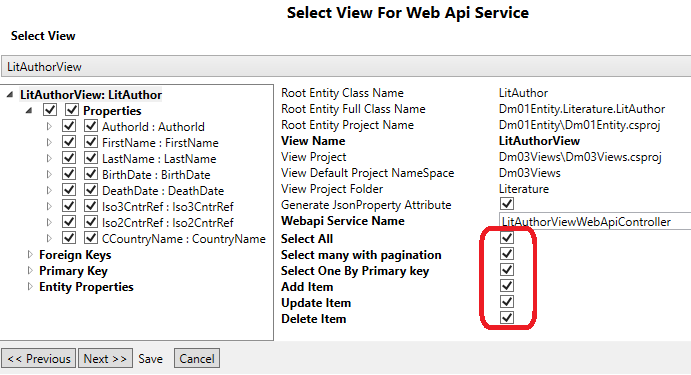 Select View For Web Api Service
Select View
LitAuthorView
LitAuthorView: LitAuthor
Properties
AuthorId : AuthorId
FirstName : FirstName
LastName : LastName
BirthDate : BirthDate
DeathDate : DeathDate
Iso3CntrRef : Iso3CntrRef
Iso2CntrRef : Iso2CntrRef
CCountryName : CountryName
Foreign Keys
Primary Key
Entity Properties
Root Entity Class Name LitAuthor
Root Entity Full Class Name Dm01Entity.Literature.LitAuthor
Root Entity Project Name Dm01Entity\Dm01Entity.csproj
View Name LitAuthorView
View Project Dm03Views\Dm03Views.csproj
View Default Project NameSpace Dm03Views
View Project Folder Literature
Generate JsonProperty Attribute
Webapi Service Name LitAuthorViewWebApiController
Select All
Select many with pagination
Select One By Primary key
Add Item
Update Item
Delete Item
<< Previous Next >> Save Cancel